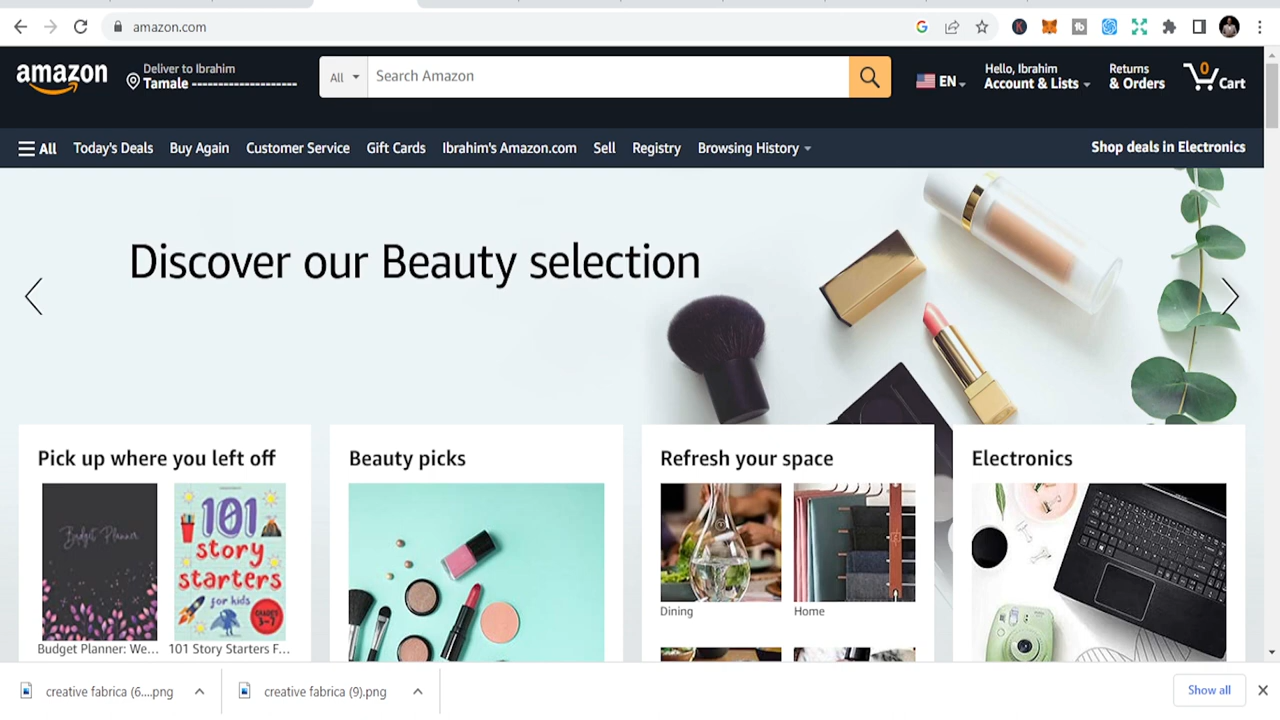 amazon.com
amazon
Deliver to Ibrahim
Tamale --------------------
All
Search Amazon
EN
Hello, Ibrahim
Account & Lists
Returns
& Orders
0
Cart
All
Today's Deals
Buy Again
Customer Service
Gift Cards
Ibrahim's Amazon.com
Sell
Registry
Browsing History
Shop deals in Electronics
Discover our Beauty selection
Pick up where you left off
Budget Planner
101
story
starters
for kids
Budget Planner: We...
101 Story Starters F...
Beauty picks
Refresh your space
Dining
Home
Electronics
creative fabrica (6....png
creative fabrica (9).png
Show all